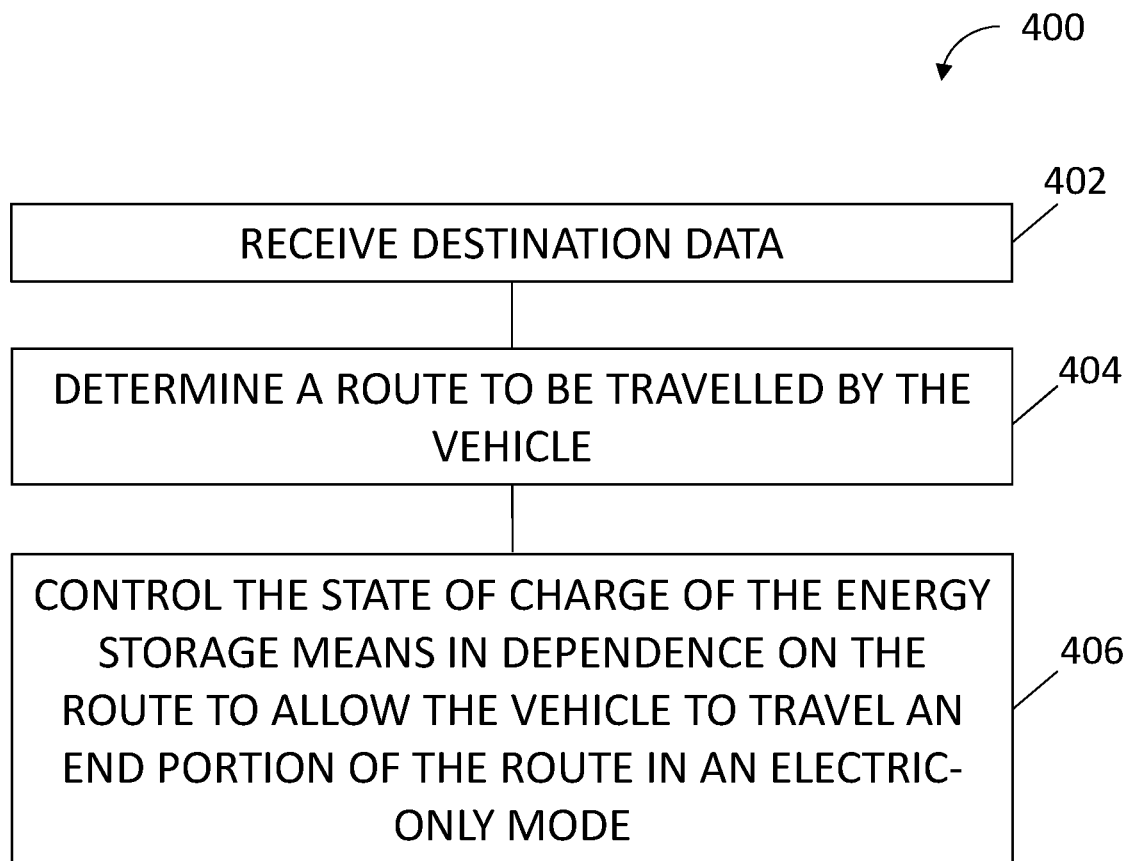 400
402
RECEIVE DESTINATION DATA
404
DETERMINE A ROUTE TO BE TRAVELLED BY THE
VEHICLE
406
CONTROL THE STATE OF CHARGE OF THE ENERGY
STORAGE MEANS IN DEPENDENCE ON THE
ROUTE TO ALLOW THE VEHICLE TO TRAVEL AN
END PORTION OF THE ROUTE IN AN ELECTRIC-
ONLY MODE